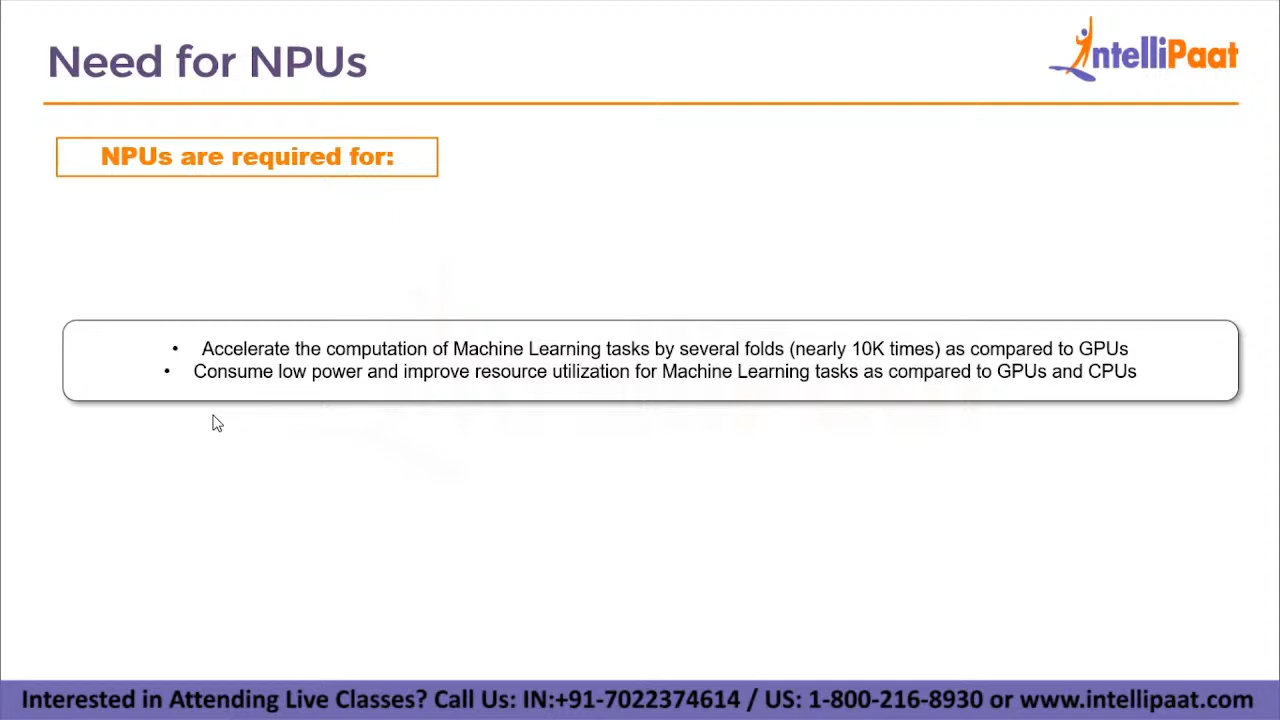 Need for NPUs
IntelliPaat
NPUs are required for:
• Accelerate the computation of Machine Learning tasks by several folds (nearly 10K times) as compared to GPUs
• Consume low power and improve resource utilization for Machine Learning tasks as compared to GPUs and CPUs
Interested in Attending Live Classes? Call Us: IN:+91-7022374614 / US: 1-800-216-8930 or www.intellipaat.com